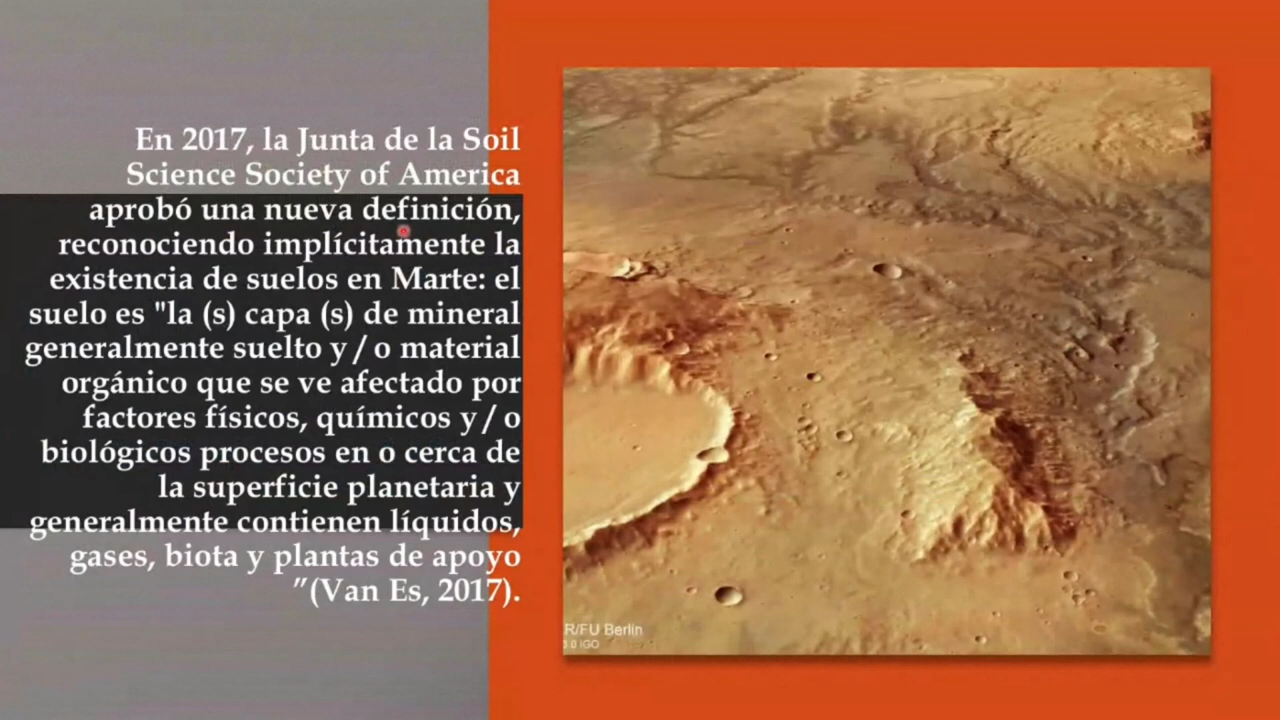 En 2017, la Junta de la Soil
Science Society of America
aprobó una nueva definición,
reconociendo implícitamente la
existencia de suelos en Marte: el
suelo es "la (s) capa (s) de mineral
generalmente suelto y / o material
orgánico que se ve afectado por
factores físicos, químicos y / o
biológicos procesos en o cerca de
la superficie planetaria y
generalmente contienen líquidos,
gases, biota y plantas de apoyo
”(Van Es, 2017).
R/FU Berlin
3.0 IGO